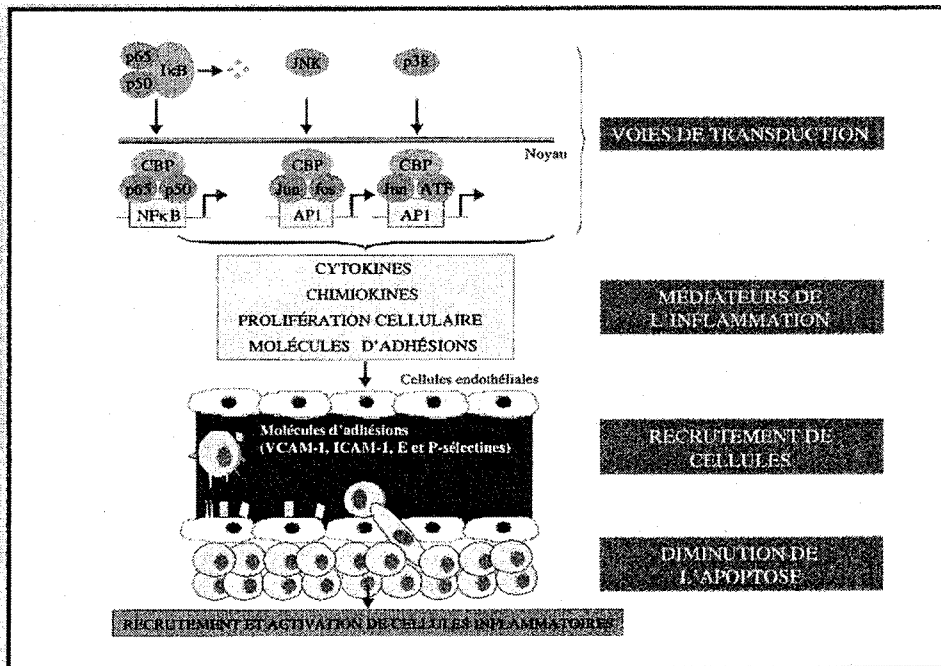 p65
IκB
p50
JNK
p38
VOIES DE TRANSDUCTION
Noyau
CBP
p65 p50
NFκB
CBP
Jun fos
AP1
CBP
Jun ATF
AP1
CYTOKINES
CHIMIOKINES
PROLIFÉRATION CELLULAIRE
MOLÉCULES D'ADHÉSIONS
MÉDIATEURS DE
L'INFLAMMATION
Cellules endothéliales
Molécules d'adhésions
(VCAM-1, ICAM-1, E et P-sélectines)
RECRUTEMENT DE
CELLULES
DIMINUTION DE
L'APOPTOSE
RECRUTEMENT ET ACTIVATION DE CELLULES INFLAMMATOIRES